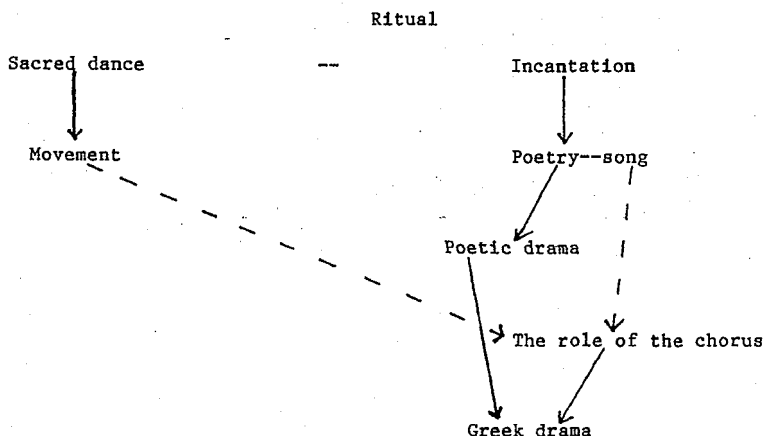 Ritual
Sacred dance -- Incantation
Movement Poetry--song
Poetic drama
The role of the chorus
Greek drama